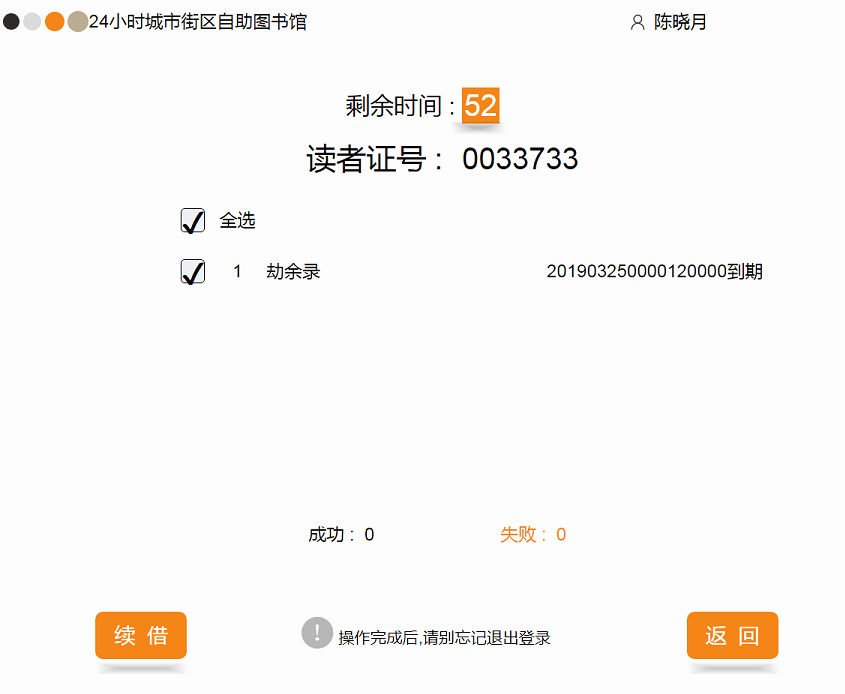 24小时城市街区自助图书馆 陈晓月
剩余时间 : 52
读者证号： 0033733
全选
1 劫余录 201903250000120000到期
成功： 0 失败： 0
续 借 ! 操作完成后,请别忘记退出登录 返 回